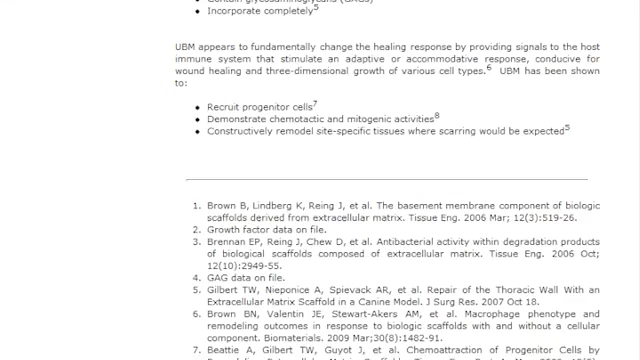 • Contain glycosaminoglycans (GAGs)
• Incorporate completely5
UBM appears to fundamentally change the healing response by providing signals to the host
immune system that stimulate an adaptive or accommodative response, conducive for
wound healing and three-dimensional growth of various cell types.6 UBM has been shown
to:
• Recruit progenitor cells7
• Demonstrate chemotactic and mitogenic activities8
• Constructively remodel site-specific tissues where scarring would be expected5
1. Brown B, Lindberg K, Reing J, et al. The basement membrane component of biologic
scaffolds derived from extracellular matrix. Tissue Eng. 2006 Mar; 12(3):519-26.
2. Growth factor data on file.
3. Brennan EP, Reing J, Chew D, et al. Antibacterial activity within degradation products
of biological scaffolds composed of extracellular matrix. Tissue Eng. 2006 Oct;
12(10):2949-55.
4. GAG data on file.
5. Gilbert TW, Nieponice A, Spievack AR, et al. Repair of the Thoracic Wall With an
Extracellular Matrix Scaffold in a Canine Model. J Surg Res. 2007 Oct 18.
6. Brown BN, Valentin JE, Stewart-Akers AM, et al. Macrophage phenotype and
remodeling outcomes in response to biologic scaffolds with and without a cellular
component. Biomaterials. 2009 Mar;30(8):1482-91.
7. Beattie A, Gilbert TW, Guyot J, et al. Chemoattraction of Progenitor Cells by